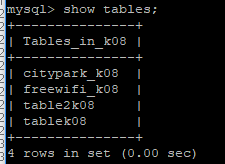 mysql> show tables;
+---------------+
| Tables_in_k08 |
+---------------+
| citypark_k08  |
| freewifi_k08  |
| table2k08     |
| tablek08      |
+---------------+
4 rows in set (0.00 sec)